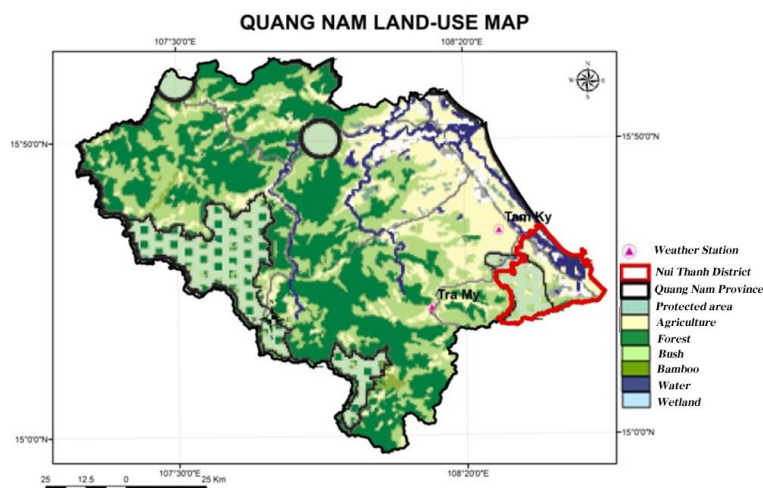 QUANG NAM LAND-USE MAP
107°30'0"E
108°20'0"E
N
W
E
S
15°50'0"N
15°50'0"N
Tam Ky
Tra My
Weather Station
Nui Thanh District
Quang Nam Province
Protected area
Agriculture
Forest
Bush
Bamboo
Water
Wetland
15°0'0"N
15°0'0"N
107°30'0"E
108°20'0"E
25
12.5
0
25 Km